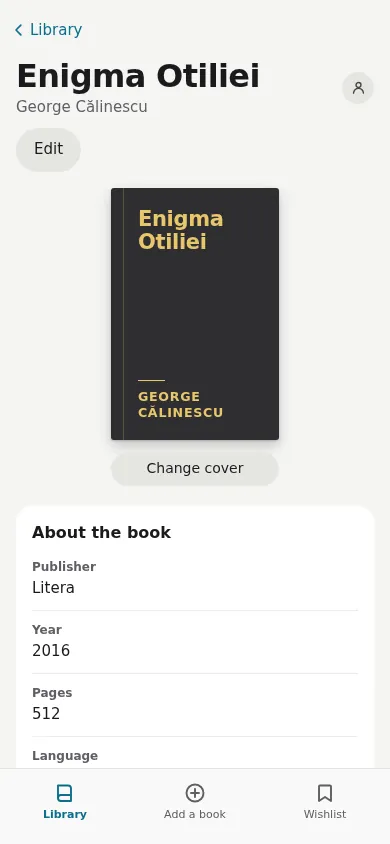 Library
Enigma Otiliei
George Călinescu
Edit
Enigma
Otiliei
GEORGE
CĂLINESCU
Change cover
About the book
Publisher
Litera
Year
2016
Pages
512
Language
Library
Add a book
Wishlist